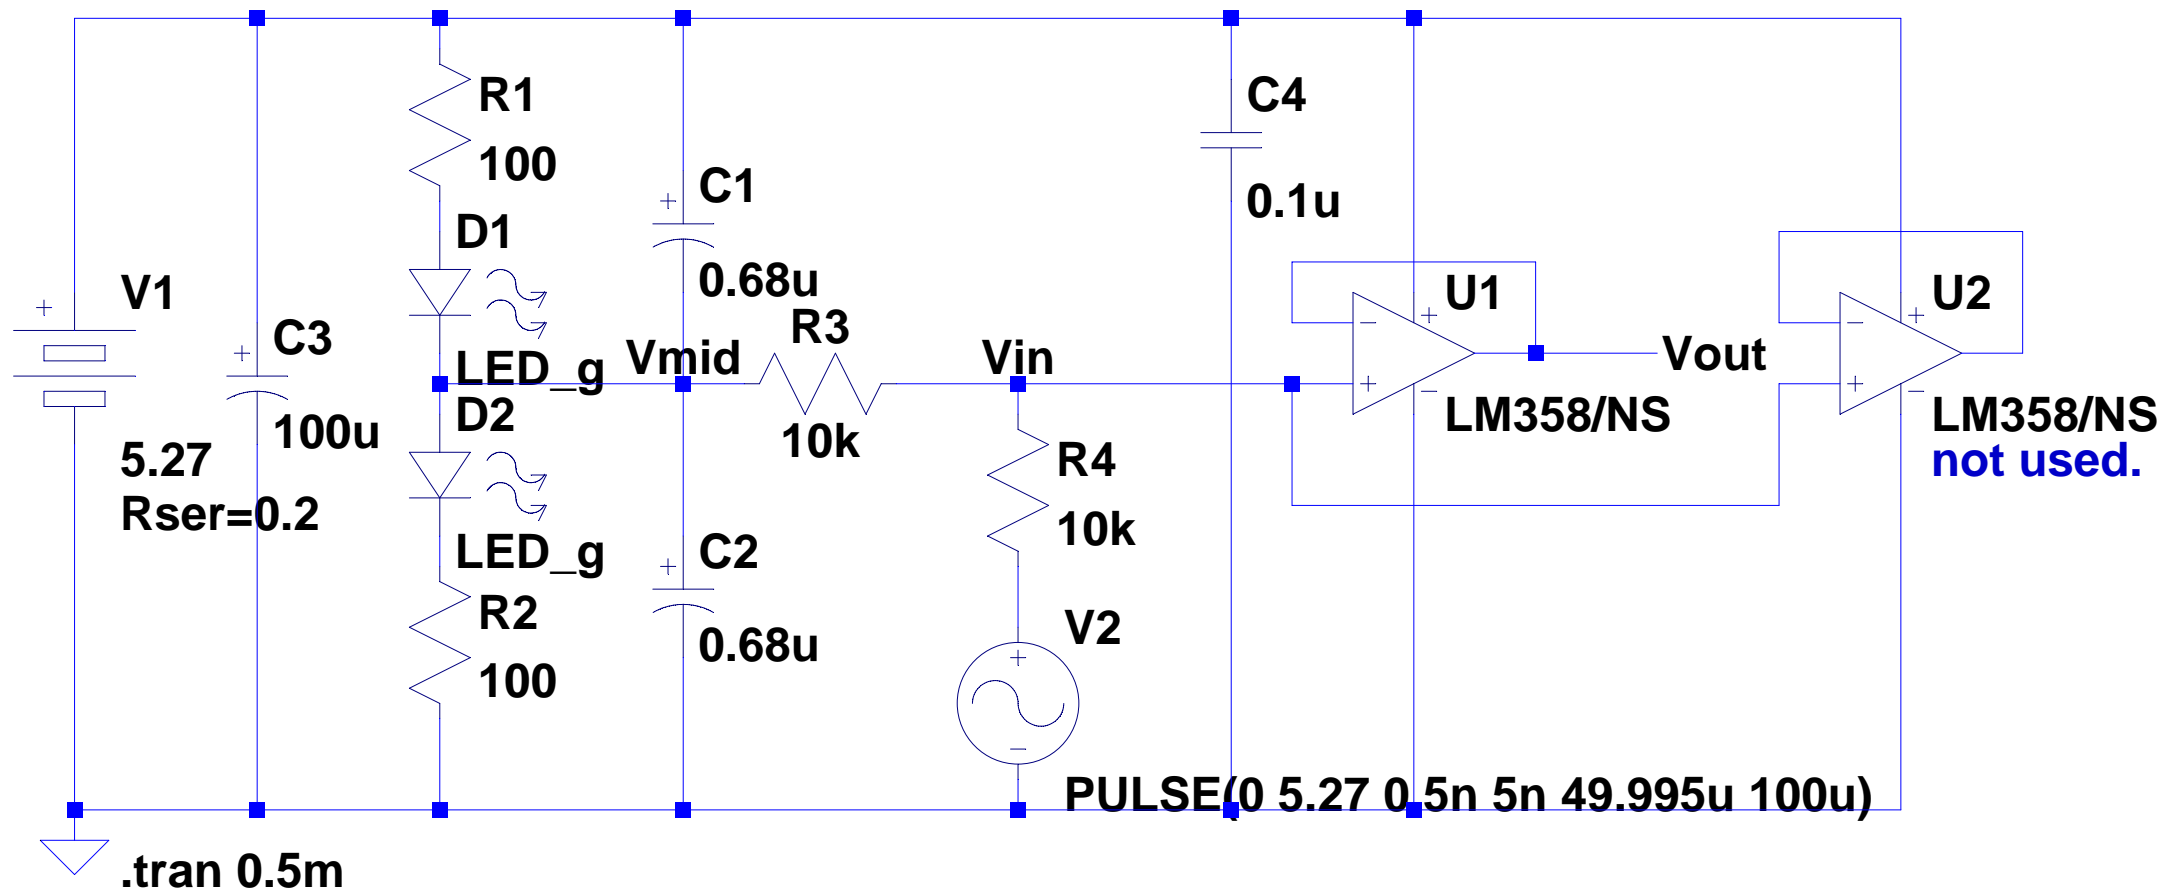 R1
100
C4
0.1u
C1
0.68u
D1
LED_g
V1
5.27
Rser=0.2
C3
100u
Vmid
R3
10k
Vin
U1
LM358/NS
Vout
U2
LM358/NS
not used.
D2
LED_g
R4
10k
C2
0.68u
R2
100
V2
PULSE(0 5.27 0 5n 5n 49.995u 100u)
.tran 0.5m